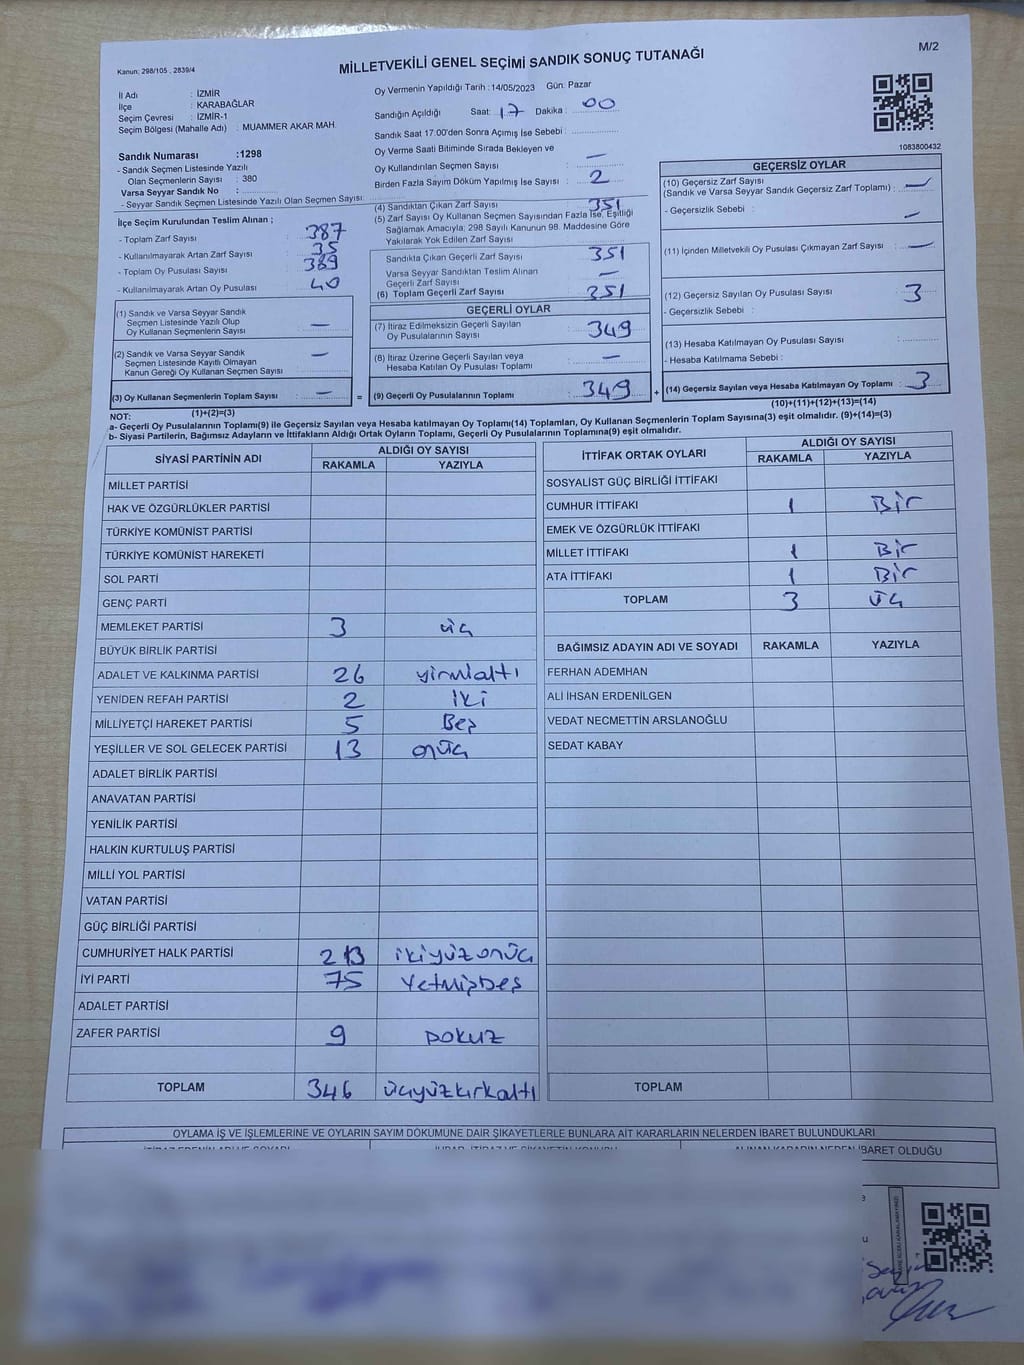 M/2
Kanun: 298/105 , 2839/4
MİLLETVEKİLİ GENEL SEÇİMİ SANDIK SONUÇ TUTANAĞI
İl Adı : İZMİR
İlçe : KARABAĞLAR
Seçim Çevresi : İZMİR-1
Seçim Bölgesi (Mahalle Adı) : MUAMMER AKAR MAH.
Sandık Numarası :1298
- Sandık Seçmen Listesinde Yazılı
Olan Seçmenlerin Sayısı : 380
Varsa Seyyar Sandık No :
- Seyyar Sandık Seçmen Listesinde Yazılı Olan Seçmen Sayısı:
Oy Vermenin Yapıldığı Tarih : 14/05/2023 Gün: Pazar
Sandığın Açıldığı Saat: 17 Dakika : 00
Sandık Saat 17:00'den Sonra Açımış İse Sebebi :
Oy Verme Saati Bitiminde Sırada Bekleyen ve
Oy Kullandırılan Seçmen Sayısı : —
Birden Fazla Sayım Döküm Yapılmış İse Sayısı : 2
1083800432
İlçe Seçim Kurulundan Teslim Alınan ;
- Toplam Zarf Sayısı : 387
- Kullanılmayarak Artan Zarf Sayısı : 35
- Toplam Oy Pusulası Sayısı : 389
- Kullanılmayarak Artan Oy Pusulası : 40
(1) Sandık ve Varsa Seyyar Sandık
Seçmen Listesinde Yazılı Olup
Oy Kullanan Seçmenlerin Sayısı : —
(2) Sandık ve Varsa Seyyar Sandık
Seçmen Listesinde Kayıtlı Olmayan
Kanun Gereği Oy Kullanan Seçmen Sayısı : —
(3) Oy Kullanan Seçmenlerin Toplam Sayısı : —
(1)+(2)=(3)
(4) Sandıktan Çıkan Zarf Sayısı : 351
(5) Zarf Sayısı Oy Kullanan Seçmen Sayısından Fazla İse, Eşitliği
Sağlamak Amacıyla; 298 Sayılı Kanunun 98. Maddesine Göre
Yakılarak Yok Edilen Zarf Sayısı
Sandıkta Çıkan Geçerli Zarf Sayısı : 351
Varsa Seyyar Sandıktan Teslim Alınan
Geçerli Zarf Sayısı : —
(6) Toplam Geçerli Zarf Sayısı : 351
GEÇERLİ OYLAR
(7) İtiraz Edilmeksizin Geçerli Sayılan
Oy Pusulalarının Sayısı : 349
(8) İtiraz Üzerine Geçerli Sayılan veya
Hesaba Katılan Oy Pusulası Toplamı : —
= (9) Geçerli Oy Pusulalarının Toplamı : 349 +
GEÇERSİZ OYLAR
(10) Geçersiz Zarf Sayısı
(Sandık ve Varsa Seyyar Sandık Geçersiz Zarf Toplamı) : —
- Geçersizlik Sebebi : —
(11) İçinden Milletvekili Oy Pusulası Çıkmayan Zarf Sayısı : —
(12) Geçersiz Sayılan Oy Pusulası Sayısı : 3
- Geçersizlik Sebebi :
(13) Hesaba Katılmayan Oy Pusulası Sayısı :
- Hesaba Katılmama Sebebi :
(14) Geçersiz Sayılan veya Hesaba Katılmayan Oy Toplamı : 3
(10)+(11)+(12)+(13)=(14)
NOT:
a- Geçerli Oy Pusulalarının Toplamı(9) ile Geçersiz Sayılan veya Hesaba katılmayan Oy Toplamı(14) Toplamları, Oy Kullanan Seçmenlerin Toplam Sayısına(3) eşit olmalıdır. (9)+(14)=(3)
b- Siyasi Partilerin, Bağımsız Adayların ve İttifakların Aldığı Ortak Oyların Toplamı, Geçerli Oy Pusulalarının Toplamına(9) eşit olmalıdır.
SİYASİ PARTİNİN ADI ALDIĞI OY SAYISI
RAKAMLA YAZIYLA
MİLLET PARTİSİ
HAK VE ÖZGÜRLÜKLER PARTİSİ
TÜRKİYE KOMÜNİST PARTİSİ
TÜRKİYE KOMÜNİST HAREKETİ
SOL PARTİ
GENÇ PARTİ
MEMLEKET PARTİSİ 3 üç
BÜYÜK BİRLİK PARTİSİ
ADALET VE KALKINMA PARTİSİ 26 yirmialtı
YENİDEN REFAH PARTİSİ 2 iki
MİLLİYETÇİ HAREKET PARTİSİ 5 Beş
YEŞİLLER VE SOL GELECEK PARTİSİ 13 onüç
ADALET BİRLİK PARTİSİ
ANAVATAN PARTİSİ
YENİLİK PARTİSİ
HALKIN KURTULUŞ PARTİSİ
MİLLİ YOL PARTİSİ
VATAN PARTİSİ
GÜÇ BİRLİĞİ PARTİSİ
CUMHURİYET HALK PARTİSİ 213 ikiyüzonüç
İYİ PARTİ 75 Yetmişbeş
ADALET PARTİSİ
ZAFER PARTİSİ 9 DOKUZ
TOPLAM 346 üçyüzkırkaltı
İTTİFAK ORTAK OYLARI ALDIĞI OY SAYISI
RAKAMLA YAZIYLA
SOSYALİST GÜÇ BİRLİĞİ İTTİFAKI
CUMHUR İTTİFAKI 1 Bir
EMEK VE ÖZGÜRLÜK İTTİFAKI
MİLLET İTTİFAKI 1 Bir
ATA İTTİFAKI 1 Bir
TOPLAM 3 üç
BAĞIMSIZ ADAYIN ADI VE SOYADI RAKAMLA YAZIYLA
FERHAN ADEMHAN
ALİ İHSAN ERDENİLGEN
VEDAT NECMETTİN ARSLANOĞLU
SEDAT KABAY
TOPLAM
OYLAMA İŞ VE İŞLEMLERİNE VE OYLARIN SAYIM DÖKÜMÜNE DAİR ŞİKAYETLERLE BUNLARA AİT KARARLARIN NELERDEN İBARET BULUNDUKLARI
İBARET OLDUĞU